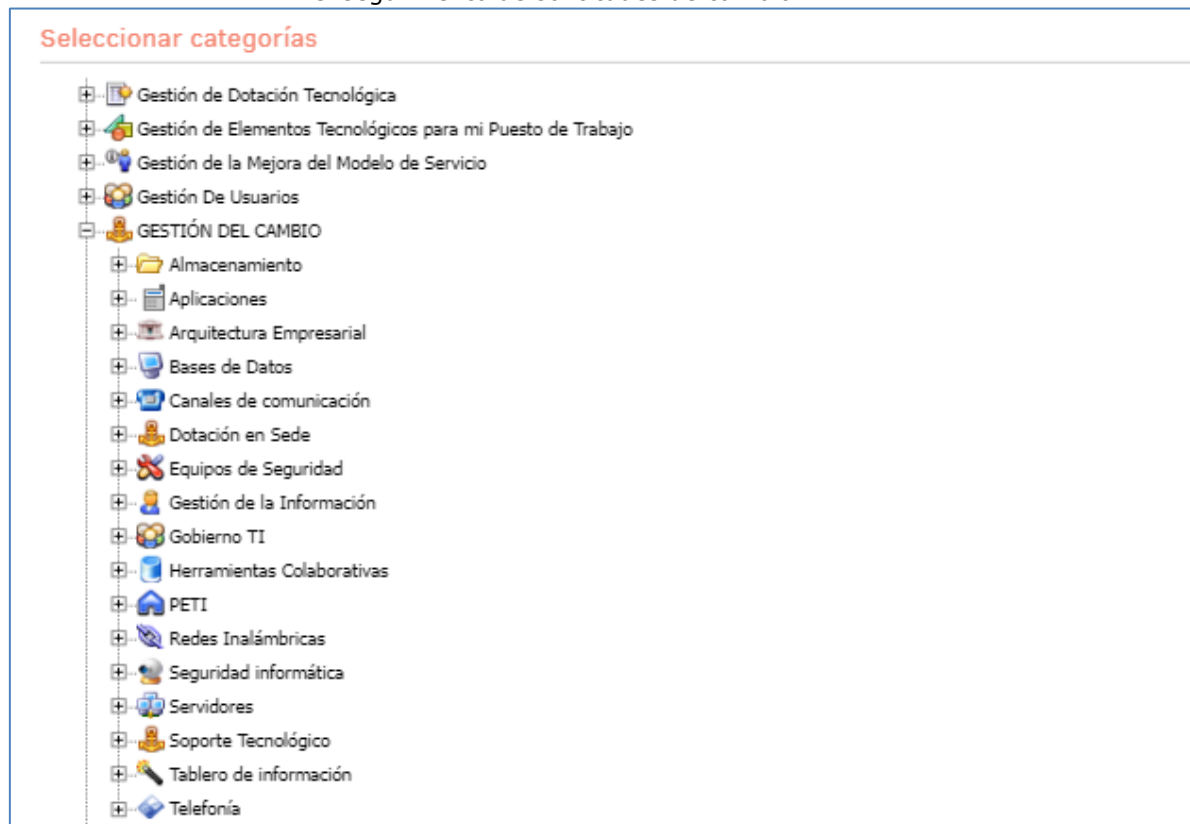 Seleccionar categorías
Gestión de Dotación Tecnológica
Gestión de Elementos Tecnológicos para mi Puesto de Trabajo
Gestión de la Mejora del Modelo de Servicio
Gestión De Usuarios
GESTIÓN DEL CAMBIO
Almacenamiento
Aplicaciones
Arquitectura Empresarial
Bases de Datos
Canales de comunicación
Dotación en Sede
Equipos de Seguridad
Gestión de la Información
Gobierno TI
Herramientas Colaborativas
PETI
Redes Inalámbricas
Seguridad informática
Servidores
Soporte Tecnológico
Tablero de información
Telefonía